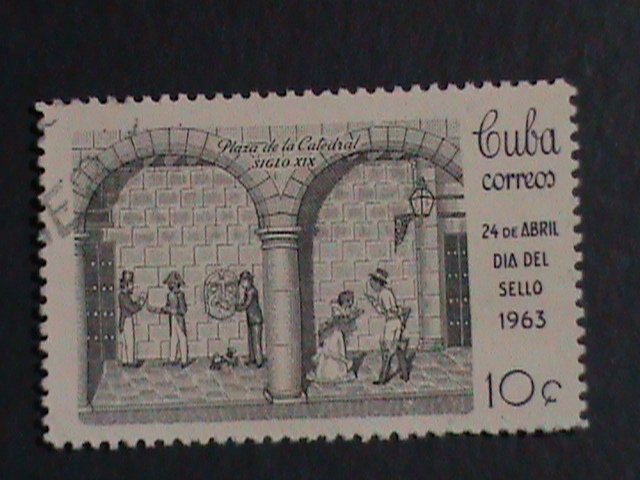 Plaza de la Catedral
SIGLO XIX
Cuba
correos
24 DE ABRIL
DIA DEL
SELLO
1963
10¢